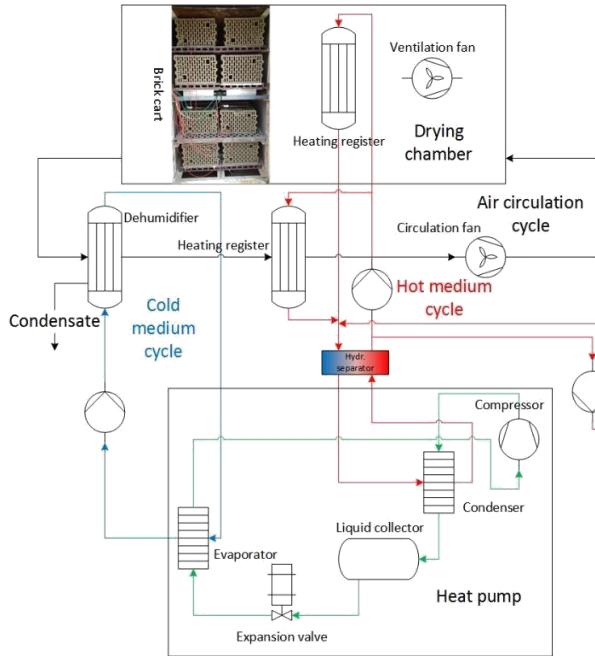 Brick cart
Ventilation fan
Heating register
Drying chamber
Dehumidifier
Heating register
Circulation fan
Air circulation
cycle
Condensate
Cold
medium
cycle
Hot medium
cycle
Hydr.
separator
Compressor
Condenser
Liquid collector
Evaporator
Expansion valve
Heat pump